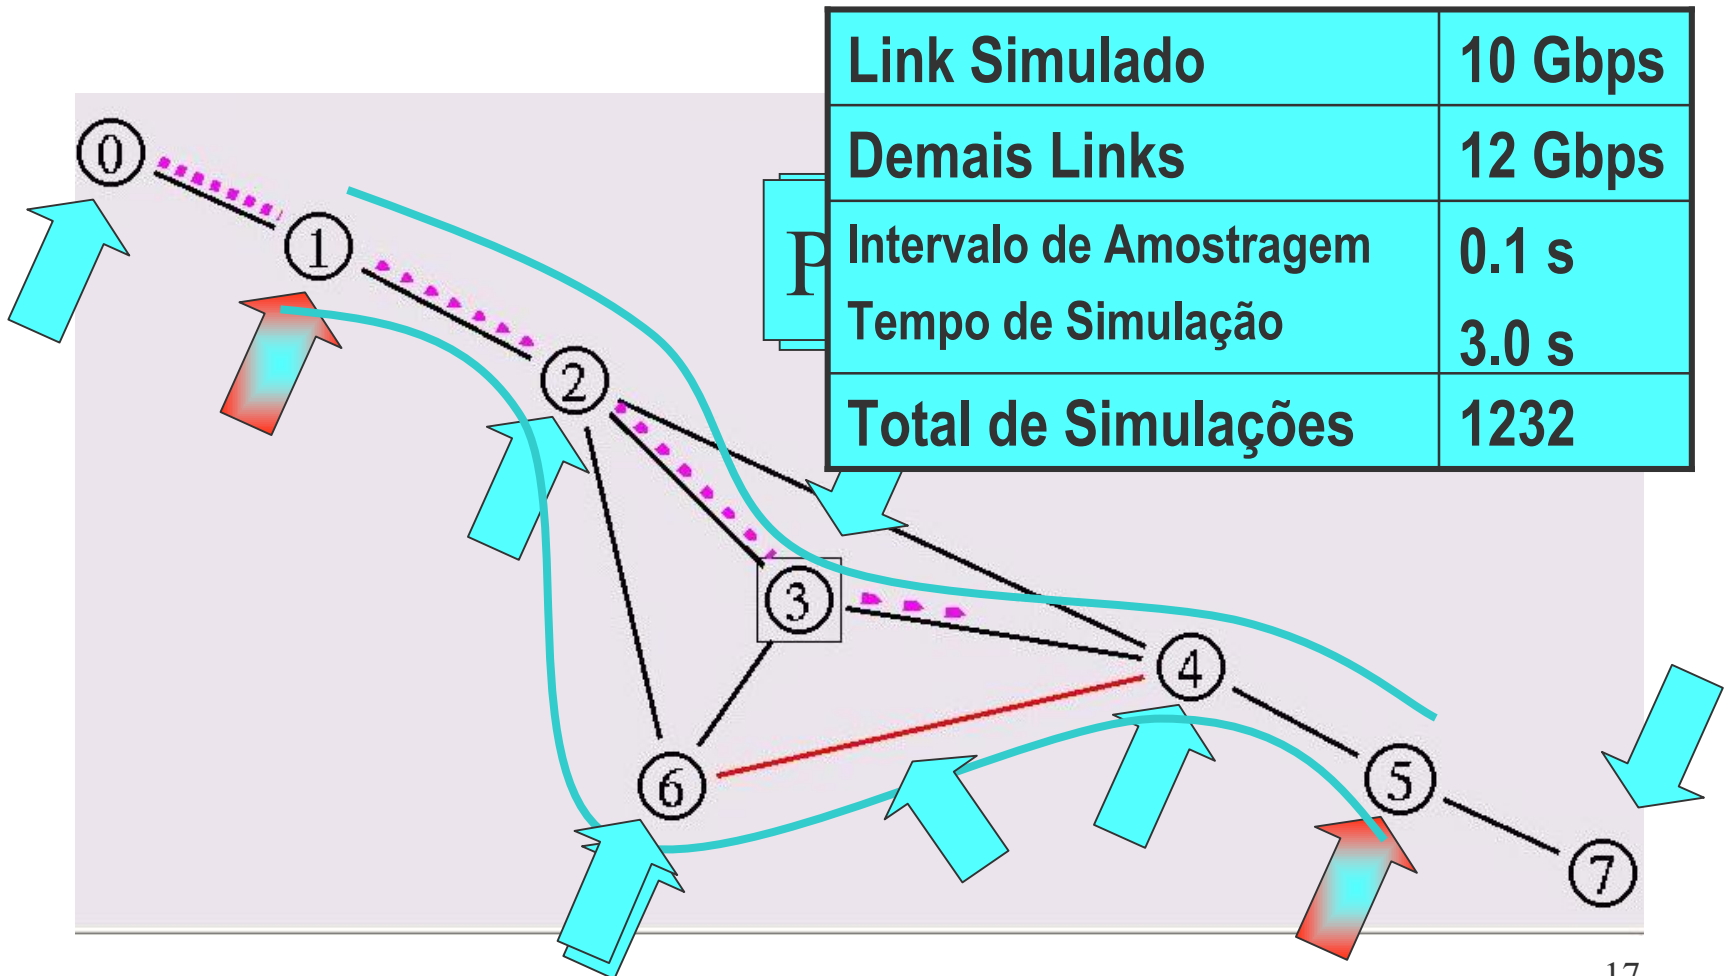 Link Simulado 10 Gbps
Demais Links 12 Gbps
Intervalo de Amostragem 0.1 s
Tempo de Simulação 3.0 s
Total de Simulações 1232
0
1
P
2
3
4
6
5
7
17